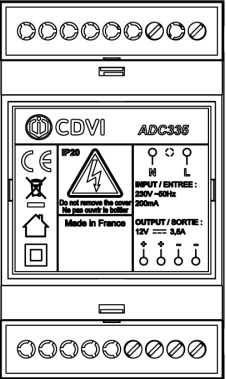 CDVI
ADC335
CE
IP20
Do not remove the cover
Ne pas ouvrir le boîtier
Made in France
N L
INPUT / ENTREE :
230V ~50Hz
200mA
OUTPUT / SORTIE :
12V 3,5A
+ + - -